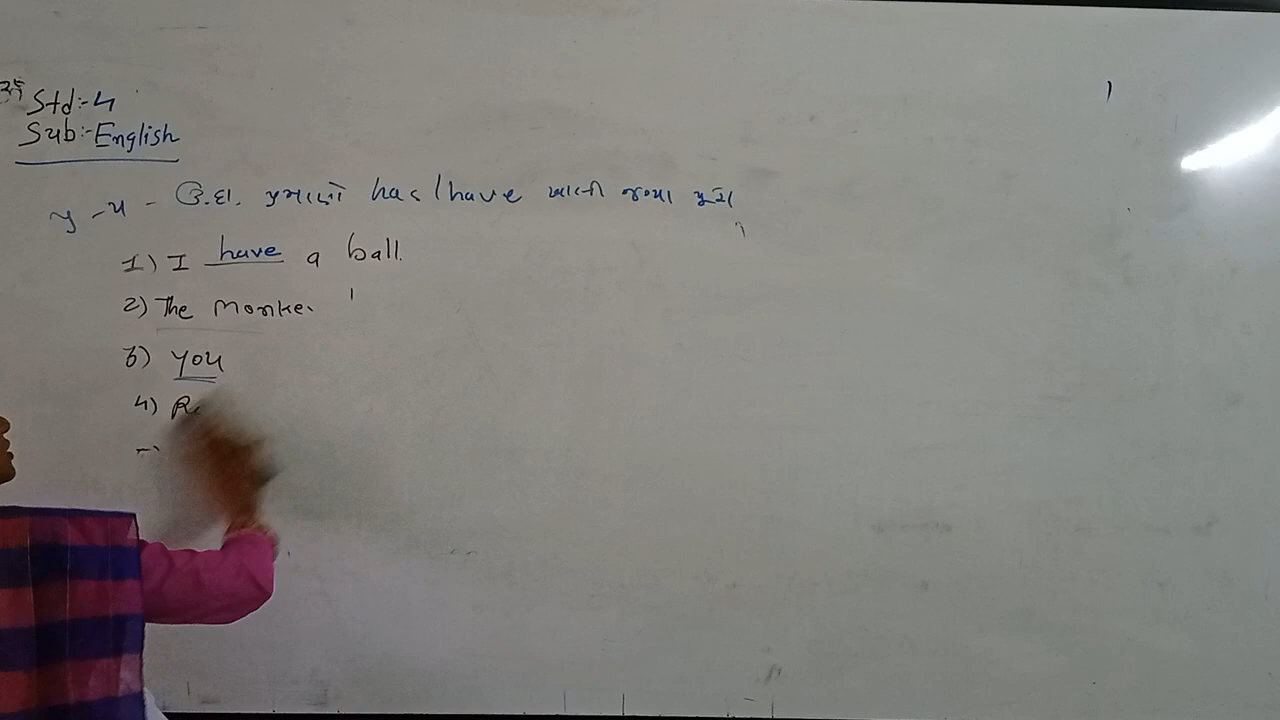 Std:-4
Sub:-English
પ્ર-૫ - ઉ.દા. પ્રમાણે has/have ખાલી જગ્યા પૂરો
1) I have a ball.
2) The Monke
3) you
4) R